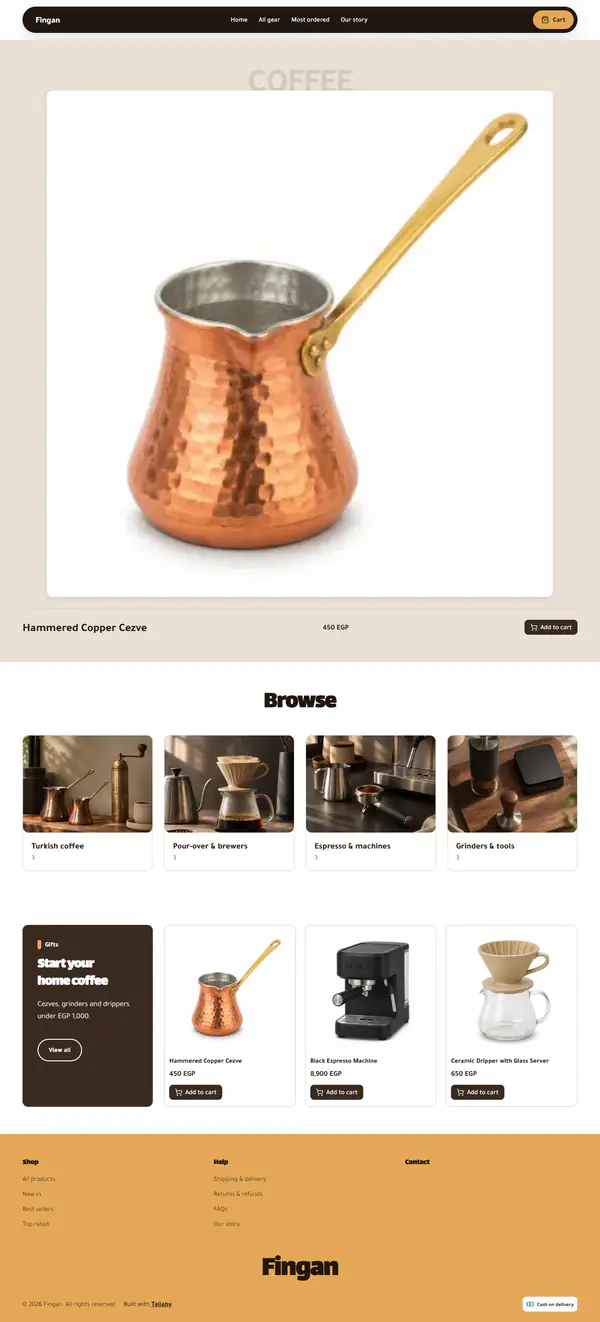 Fingan
Home
All gear
Most ordered
Our story
Cart
COFFEE
Hammered Copper Cezve
450 EGP
Add to cart
Browse
Turkish coffee
3
Pour-over & brewers
3
Espresso & machines
3
Grinders & tools
3
Gifts
Start your
home coffee
Cezves, grinders and drippers
under EGP 1,000.
View all
Hammered Copper Cezve
450 EGP
Add to cart
Black Espresso Machine
8,900 EGP
Add to cart
Ceramic Dripper with Glass Server
650 EGP
Add to cart
Shop
All products
New in
Best sellers
Top rated
Help
Shipping & delivery
Returns & refunds
FAQs
Our story
Contact
Fingan
© 2026 Fingan. All rights reserved.
Built with Tallaby
Cash on delivery